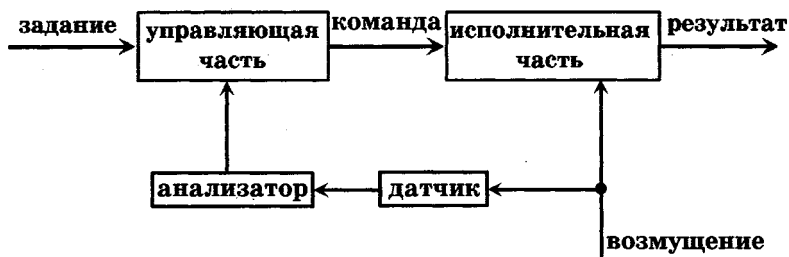 задание
управляющая
часть
команда
исполнительная
часть
результат
анализатор
датчик
возмущение